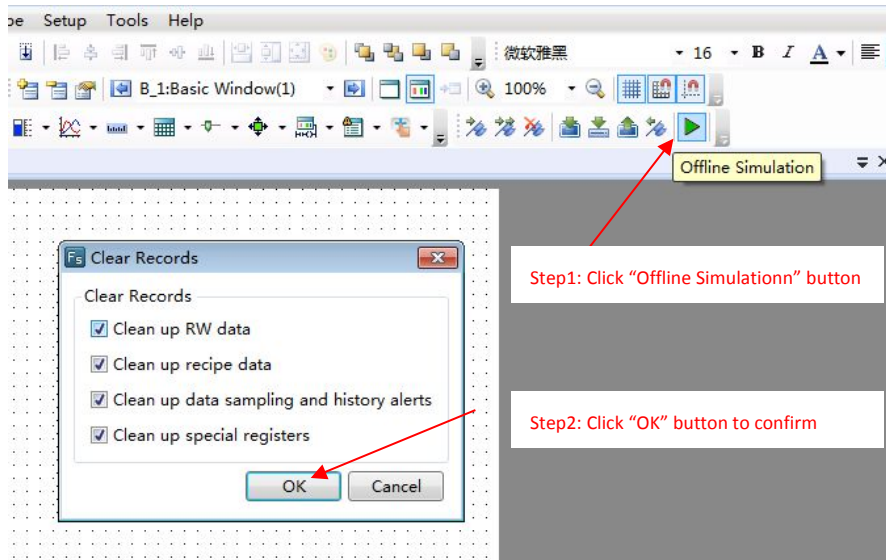 pe Setup Tools Help
微软雅黑 16 B I A
B_1:Basic Window(1) 100%
Offline Simulation
Fs Clear Records
Step1: Click “Offline Simulationn” button
Clear Records
Clean up RW data
Clean up recipe data
Clean up data sampling and history alerts
Clean up special registers
Step2: Click “OK” button to confirm
OK Cancel